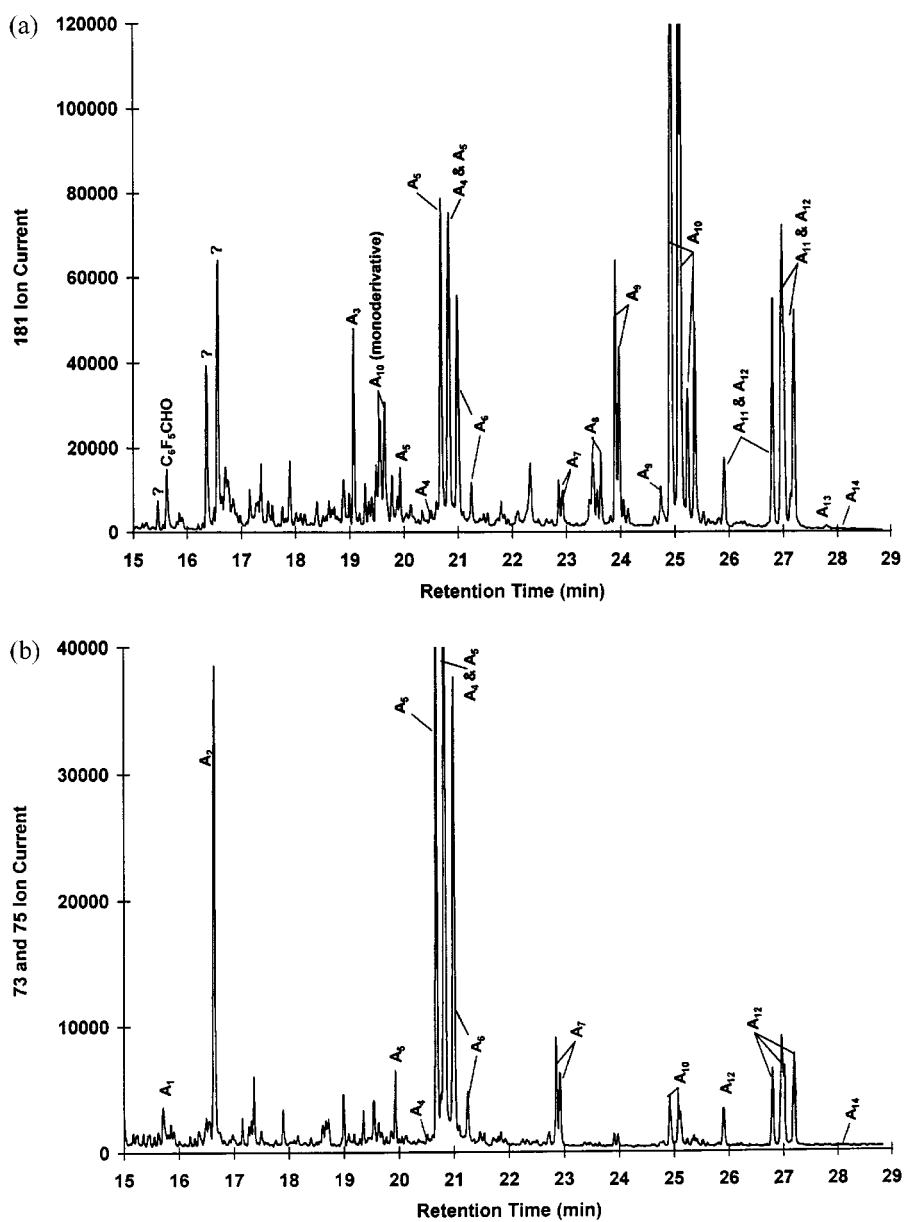 (a)
120000
100000
80000
60000
40000
20000
0
181 Ion Current
?
C₆F₅CHO
?
?
A₃
A₁₀ (monoderivative)
A₅
A₄
A₅
A₄ & A₅
A₆
A₇
A₈
A₉
A₉
A₁₀
A₁₁ & A₁₂
A₁₁ & A₁₂
A₁₃
A₁₄
15 16 17 18 19 20 21 22 23 24 25 26 27 28 29
Retention Time (min)
(b)
40000
30000
20000
10000
0
73 and 75 Ion Current
A₁
A₂
A₅
A₄
A₅
A₄ & A₅
A₆
A₇
A₁₀
A₁₂
A₁₂
A₁₄
15 16 17 18 19 20 21 22 23 24 25 26 27 28 29
Retention Time (min)